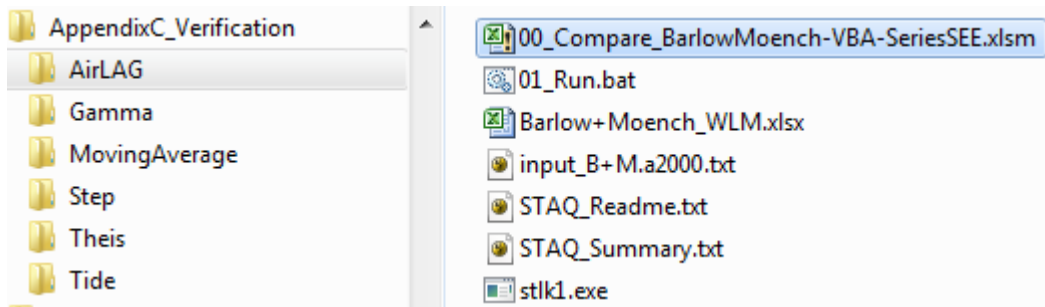 AppendixC_Verification
AirLAG
Gamma
MovingAverage
Step
Theis
Tide
00_Compare_BarlowMoench-VBA-SeriesSEE.xlsm
01_Run.bat
Barlow+Moench_WLM.xlsx
input_B+M.a2000.txt
STAQ_Readme.txt
STAQ_Summary.txt
stlk1.exe